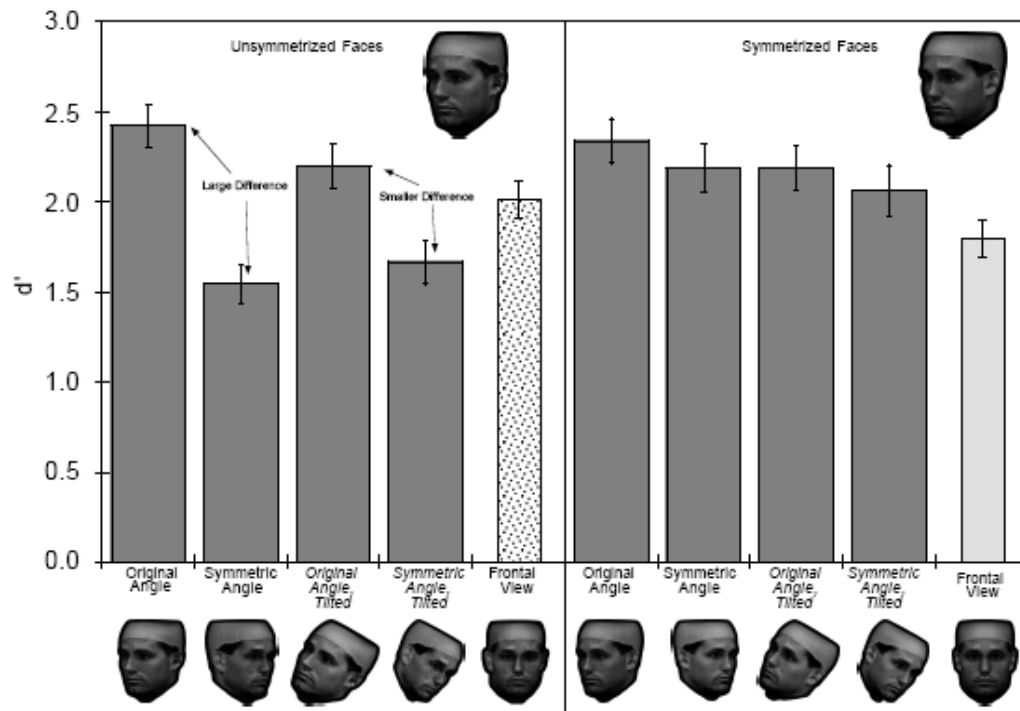 3.0
Unsymmetrized Faces
Symmetrized Faces
2.5
Large Difference
Smaller Difference
2.0
d'
1.5
1.0
0.5
0.0
Original
Angle
Symmetric
Angle
Original
Angle,
Tilted
Symmetric
Angle,
Tilted
Frontal
View
Original
Angle
Symmetric
Angle
Original
Angle,
Tilted
Symmetric
Angle,
Tilted
Frontal
View